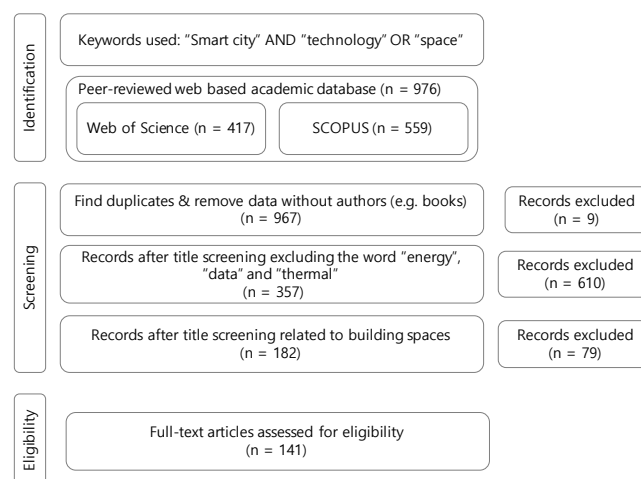 Identification
Keywords used: "Smart city" AND "technology" OR "space"
Peer-reviewed web based academic database (n = 976)
Web of Science (n = 417)
SCOPUS (n = 559)
Screening
Find duplicates & remove data without authors (e.g. books)
(n = 967)
Records excluded
(n = 9)
Records after title screening excluding the word "energy",
"data" and "thermal"
(n = 357)
Records excluded
(n = 610)
Records after title screening related to building spaces
(n = 182)
Records excluded
(n = 79)
Eligibility
Full-text articles assessed for eligibility
(n = 141)